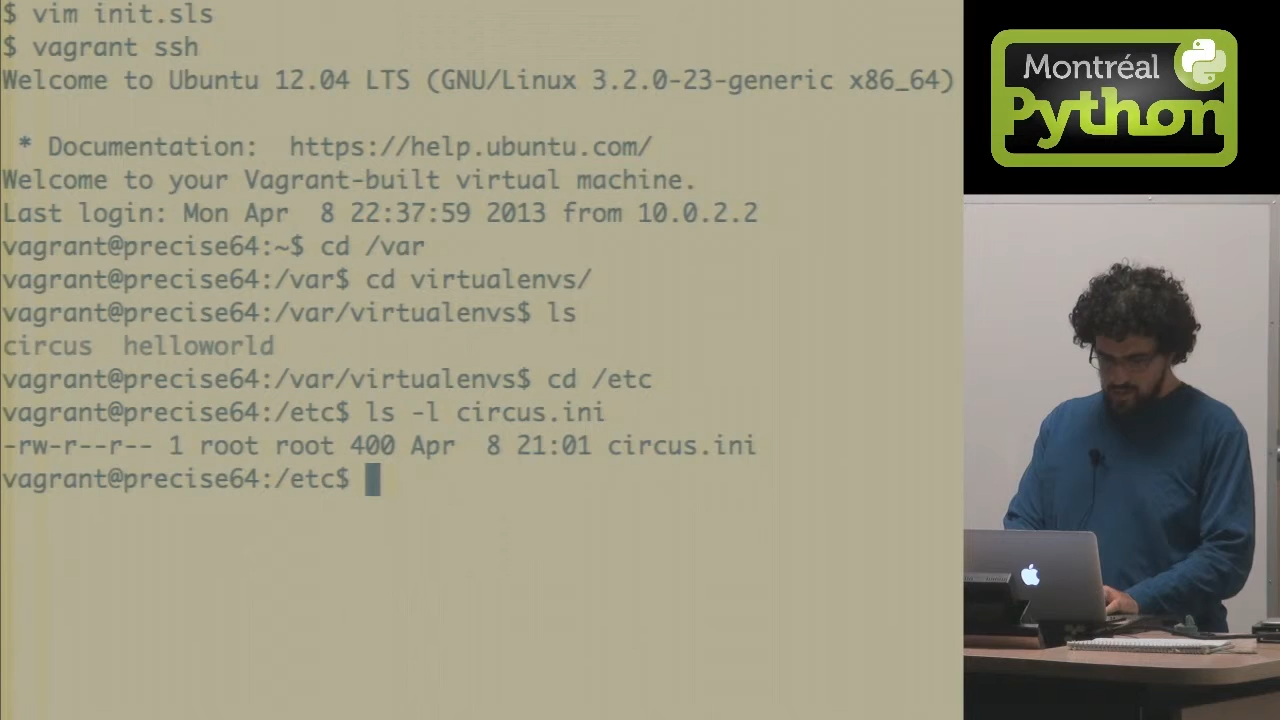 $ vim init.sls
$ vagrant ssh
Welcome to Ubuntu 12.04 LTS (GNU/Linux 3.2.0-23-generic x86_64)
* Documentation:  https://help.ubuntu.com/
Welcome to your Vagrant-built virtual machine.
Last login: Mon Apr  8 22:37:59 2013 from 10.0.2.2
vagrant@precise64:~$ cd /var
vagrant@precise64:/var$ cd virtualenvs/
vagrant@precise64:/var/virtualenvs$ ls
circus  helloworld
vagrant@precise64:/var/virtualenvs$ cd /etc
vagrant@precise64:/etc$ ls -l circus.ini
-rw-r--r-- 1 root root 400 Apr  8 21:01 circus.ini
vagrant@precise64:/etc$
Montréal
Python